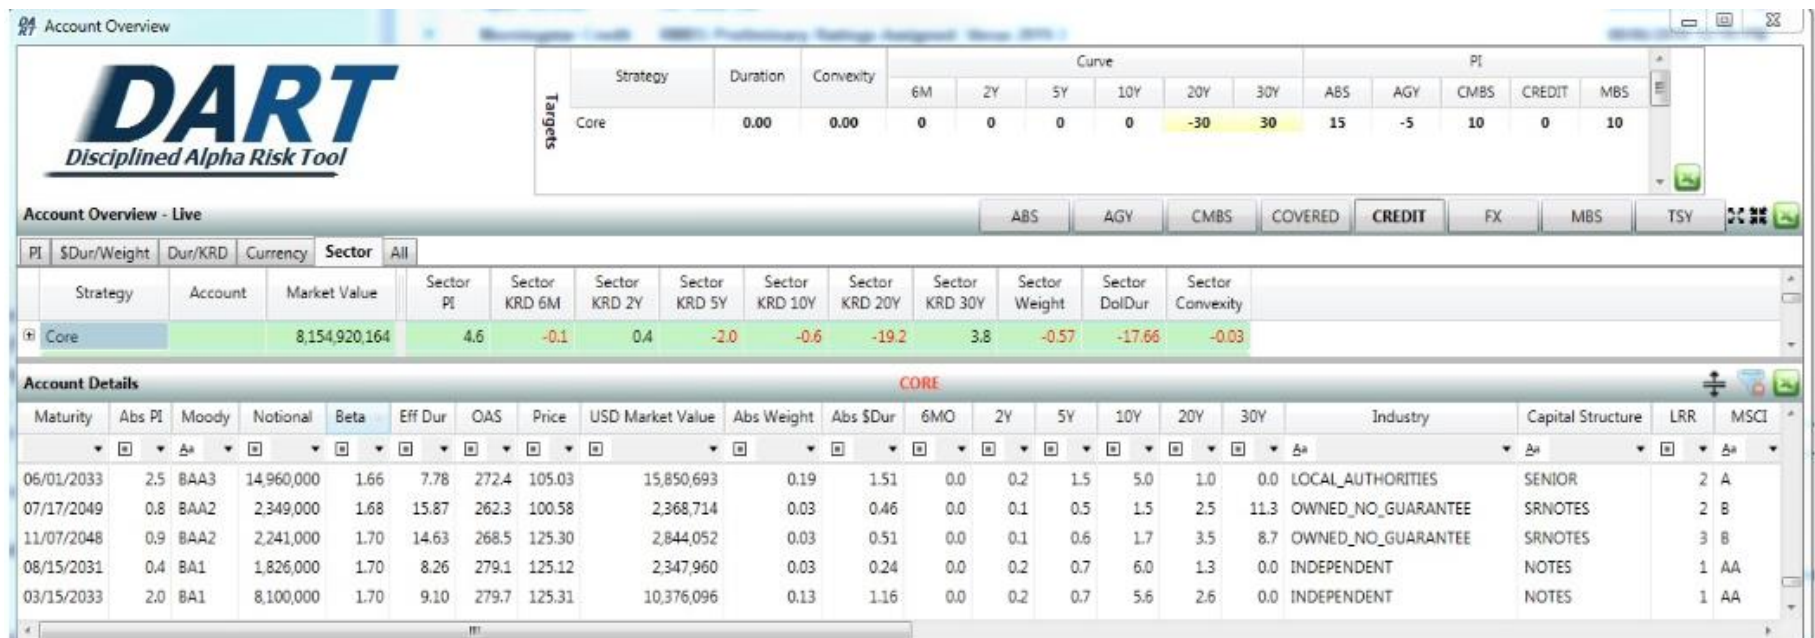 Account Overview
DART
Disciplined Alpha Risk Tool
Targets
Strategy Duration Convexity Curve PI
6M 2Y 5Y 10Y 20Y 30Y ABS AGY CMBS CREDIT MBS
Core 0.00 0.00 0 0 0 0 -30 30 15 -5 10 0 10
Account Overview - Live ABS AGY CMBS COVERED CREDIT FX MBS TSY
PI $Dur/Weight Dur/KRD Currency Sector All
Strategy Account Market Value Sector PI Sector KRD 6M Sector KRD 2Y Sector KRD 5Y Sector KRD 10Y Sector KRD 20Y Sector KRD 30Y Sector Weight Sector DolDur Sector Convexity
Core 8,154,920,164 4.6 -0.1 0.4 -2.0 -0.6 -19.2 3.8 -0.57 -17.66 -0.03
Account Details CORE
Maturity Abs PI Moody Notional Beta Eff Dur OAS Price USD Market Value Abs Weight Abs $Dur 6MO 2Y 5Y 10Y 20Y 30Y Industry Capital Structure LRR MSCI
Aa Aa Aa Aa
06/01/2033 2.5 BAA3 14,960,000 1.66 7.78 272.4 105.03 15,850,693 0.19 1.51 0.0 0.2 1.5 5.0 1.0 0.0 LOCAL_AUTHORITIES SENIOR 2 A
07/17/2049 0.8 BAA2 2,349,000 1.68 15.87 262.3 100.58 2,368,714 0.03 0.46 0.0 0.1 0.5 1.5 2.5 11.3 OWNED_NO_GUARANTEE SRNOTES 2 B
11/07/2048 0.9 BAA2 2,241,000 1.70 14.63 268.5 125.30 2,844,052 0.03 0.51 0.0 0.1 0.6 1.7 3.5 8.7 OWNED_NO_GUARANTEE SRNOTES 3 B
08/15/2031 0.4 BA1 1,826,000 1.70 8.26 279.1 125.12 2,347,960 0.03 0.24 0.0 0.2 0.7 6.0 1.3 0.0 INDEPENDENT NOTES 1 AA
03/15/2033 2.0 BA1 8,100,000 1.70 9.10 279.7 125.31 10,376,096 0.13 1.16 0.0 0.2 0.7 5.6 2.6 0.0 INDEPENDENT NOTES 1 AA